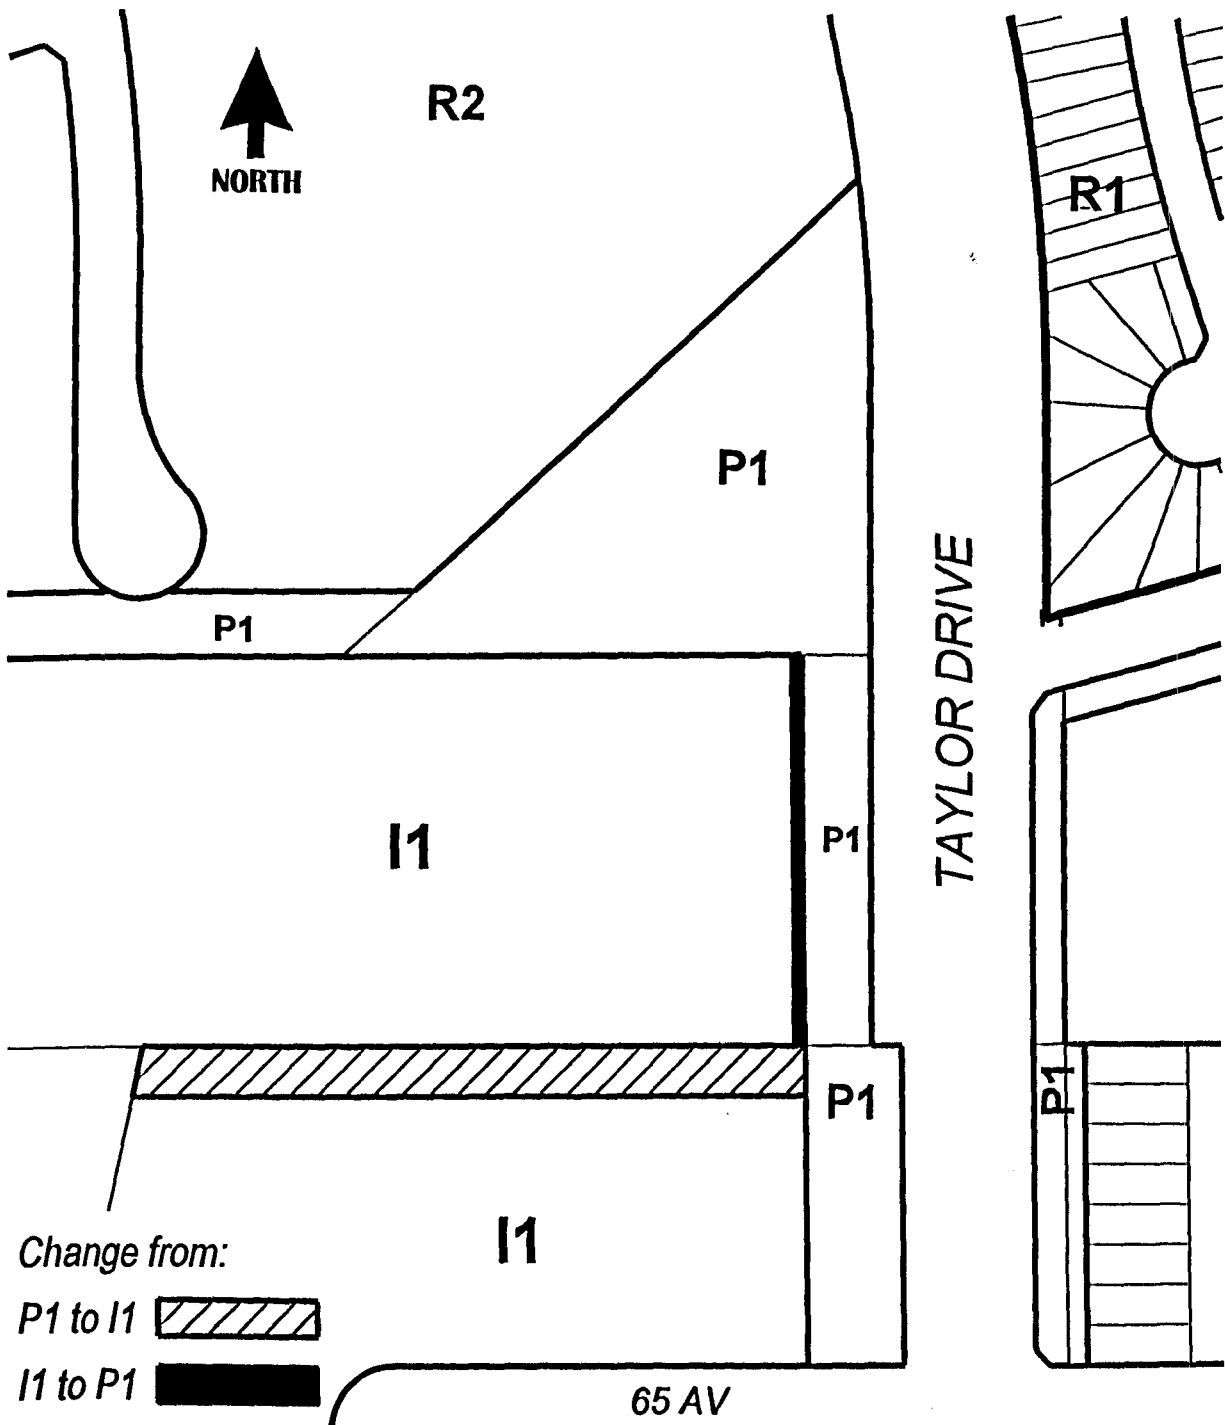 R2
NORTH
R1
P1
P1
TAYLOR DRIVE
I1
P1
P1
P1
I1
Change from:
P1 to I1
I1 to P1
65 AV